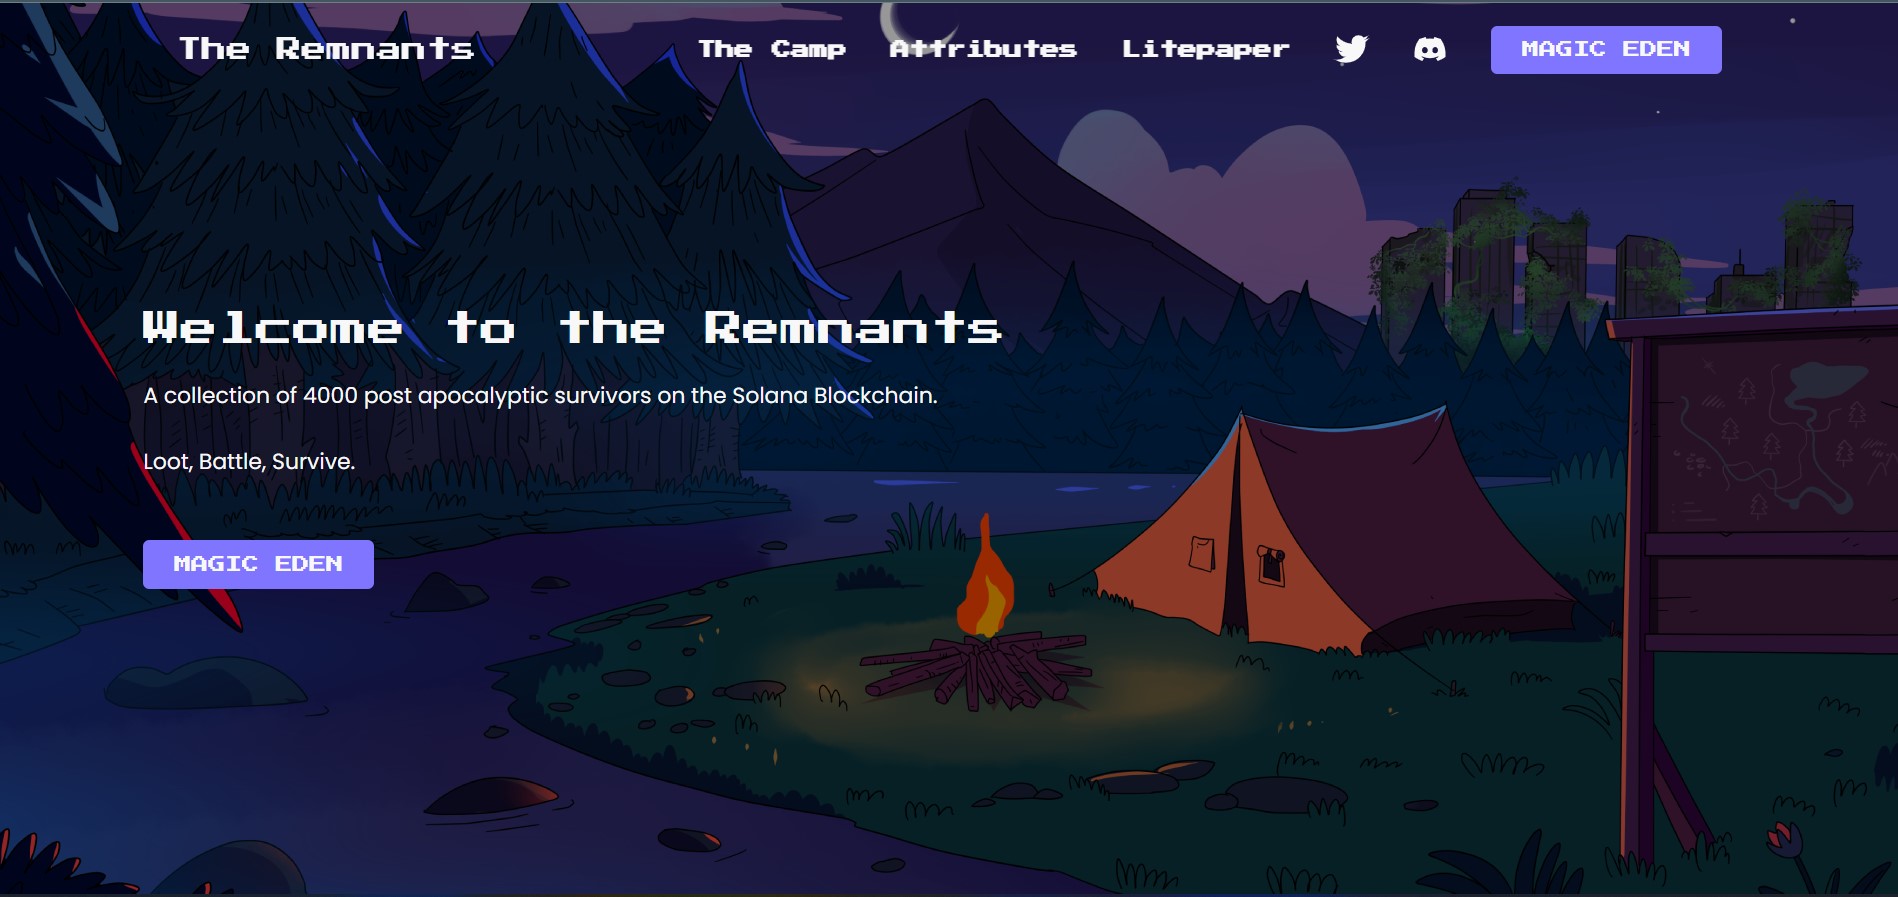 The Remnants
The Camp
Attributes
Litepaper
MAGIC EDEN
Welcome to the Remnants
A collection of 4000 post apocalyptic survivors on the Solana Blockchain.
Loot, Battle, Survive.
MAGIC EDEN